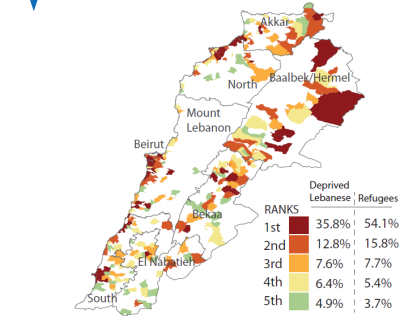 Akkar
North
Baalbek/Hermel
Mount
Lebanon
Beirut
Bekaa
El Nabatieh
South
Deprived
Lebanese
Refugees
RANKS
1st 35.8% 54.1%
2nd 12.8% 15.8%
3rd 7.6% 7.7%
4th 6.4% 5.4%
5th 4.9% 3.7%